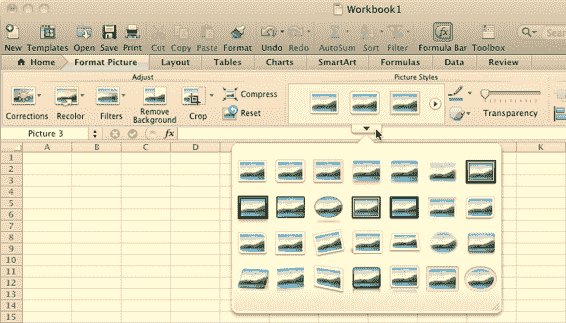 Workbook1
New Templates Open Save Print Cut Copy Paste Format Undo Redo AutoSum Sort Filter Formula Bar Toolbox
fx
Sear
Home Format Picture Layout Tables Charts SmartArt Formulas Data Review
Adjust Picture Styles
Corrections Recolor Filters Remove Background Crop
Compress
Reset
Transparency
Picture 3 fx
A B C D K
1
2
3
4
5
6
7
8
9
10
11
12
13
14
15